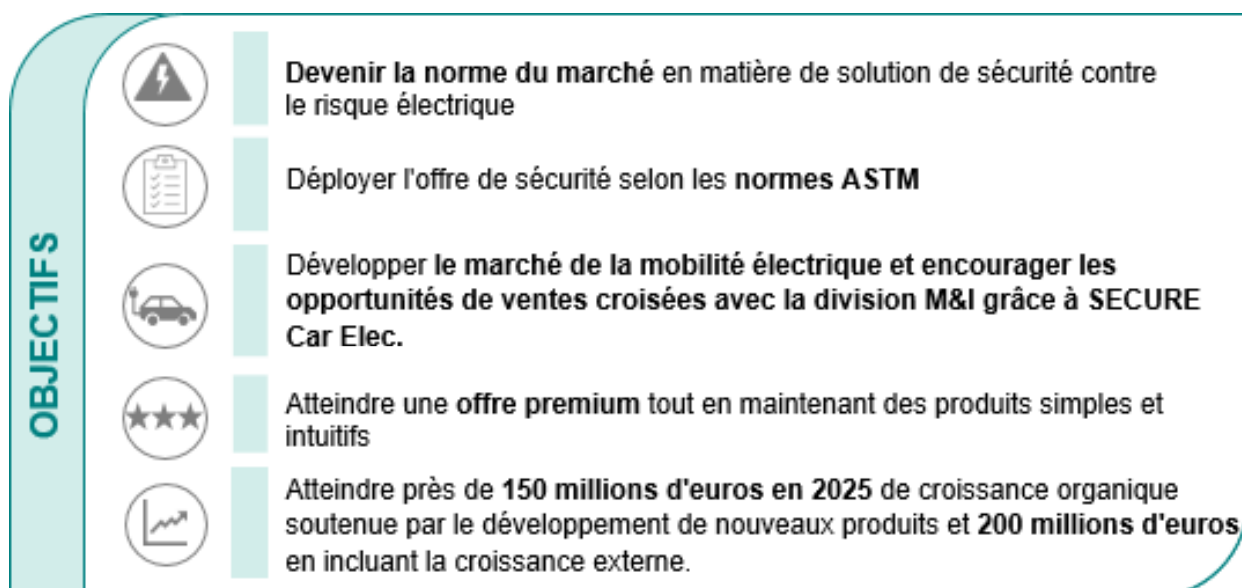 OBJECTIFS
Devenir la norme du marché en matière de solution de sécurité contre
le risque électrique
Déployer l'offre de sécurité selon les normes ASTM
Développer le marché de la mobilité électrique et encourager les
opportunités de ventes croisées avec la division M&I grâce à SECURE
Car Elec.
Atteindre une offre premium tout en maintenant des produits simples et
intuitifs
Atteindre près de 150 millions d'euros en 2025 de croissance organique
soutenue par le développement de nouveaux produits et 200 millions d'euros
en incluant la croissance externe.